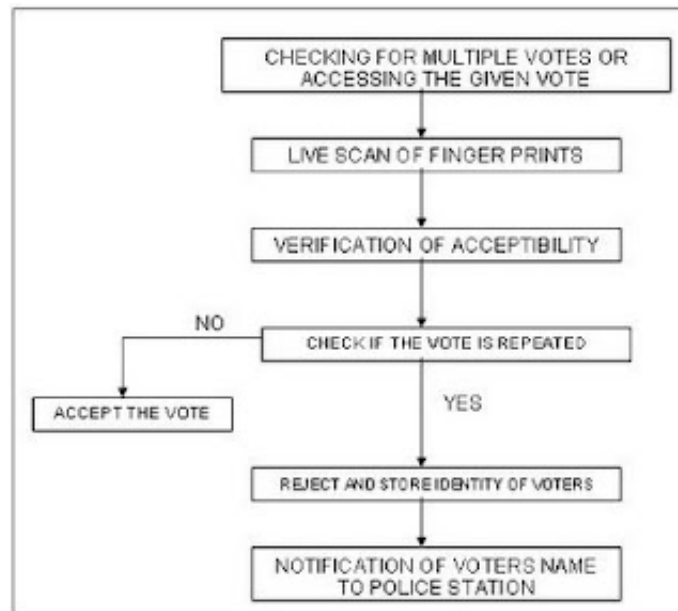 CHECKING FOR MULTIPLE VOTES OR
ACCESSING THE GIVEN VOTE
LIVE SCAN OF FINGER PRINTS
VERIFICATION OF ACCEPTIBILITY
NO
CHECK IF THE VOTE IS REPEATED
ACCEPT THE VOTE
YES
REJECT AND STORE IDENTITY OF VOTERS
NOTIFICATION OF VOTERS NAME
TO POLICE STATION